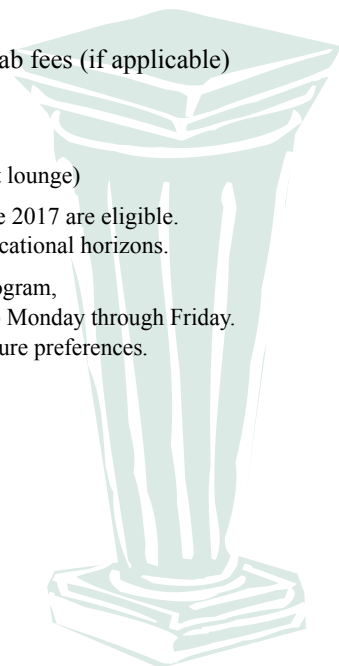 ab fees (if applicable)
lounge)
e 2017 are eligible.
cational horizons.
ogram,
Monday through Friday.
ure preferences.